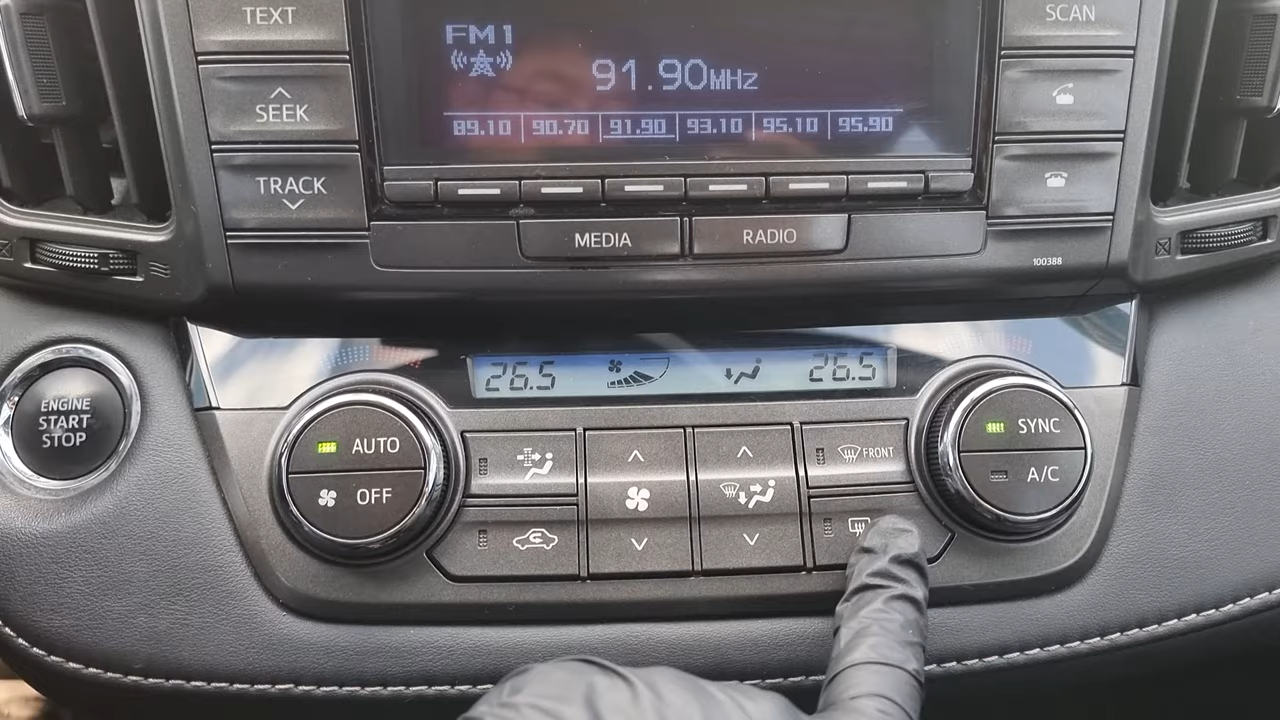 TEXT
SCAN
FM1
91.90MHz
89.10 90.70 91.90 93.10 95.10 95.90
SEEK
TRACK
MEDIA
RADIO
100388
26.5
26.5
ENGINE
START
STOP
AUTO
OFF
FRONT
SYNC
A/C